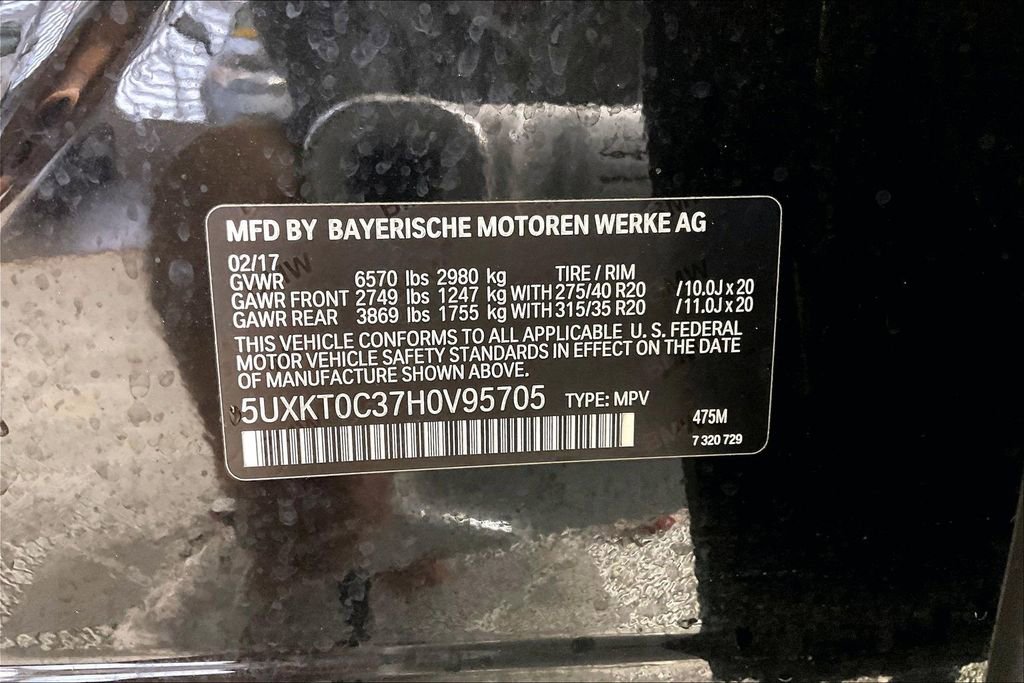 MFD BY BAYERISCHE MOTOREN WERKE AG
02/17
GVWR 6570 lbs 2980 kg TIRE / RIM
GAWR FRONT 2749 lbs 1247 kg WITH 275/40 R20 /10.0J x 20
GAWR REAR 3869 lbs 1755 kg WITH 315/35 R20 /11.0J x 20
THIS VEHICLE CONFORMS TO ALL APPLICABLE U. S. FEDERAL
MOTOR VEHICLE SAFETY STANDARDS IN EFFECT ON THE DATE
OF MANUFACTURE SHOWN ABOVE.
5UXKT0C37H0V95705 TYPE: MPV
475M
7 320 729